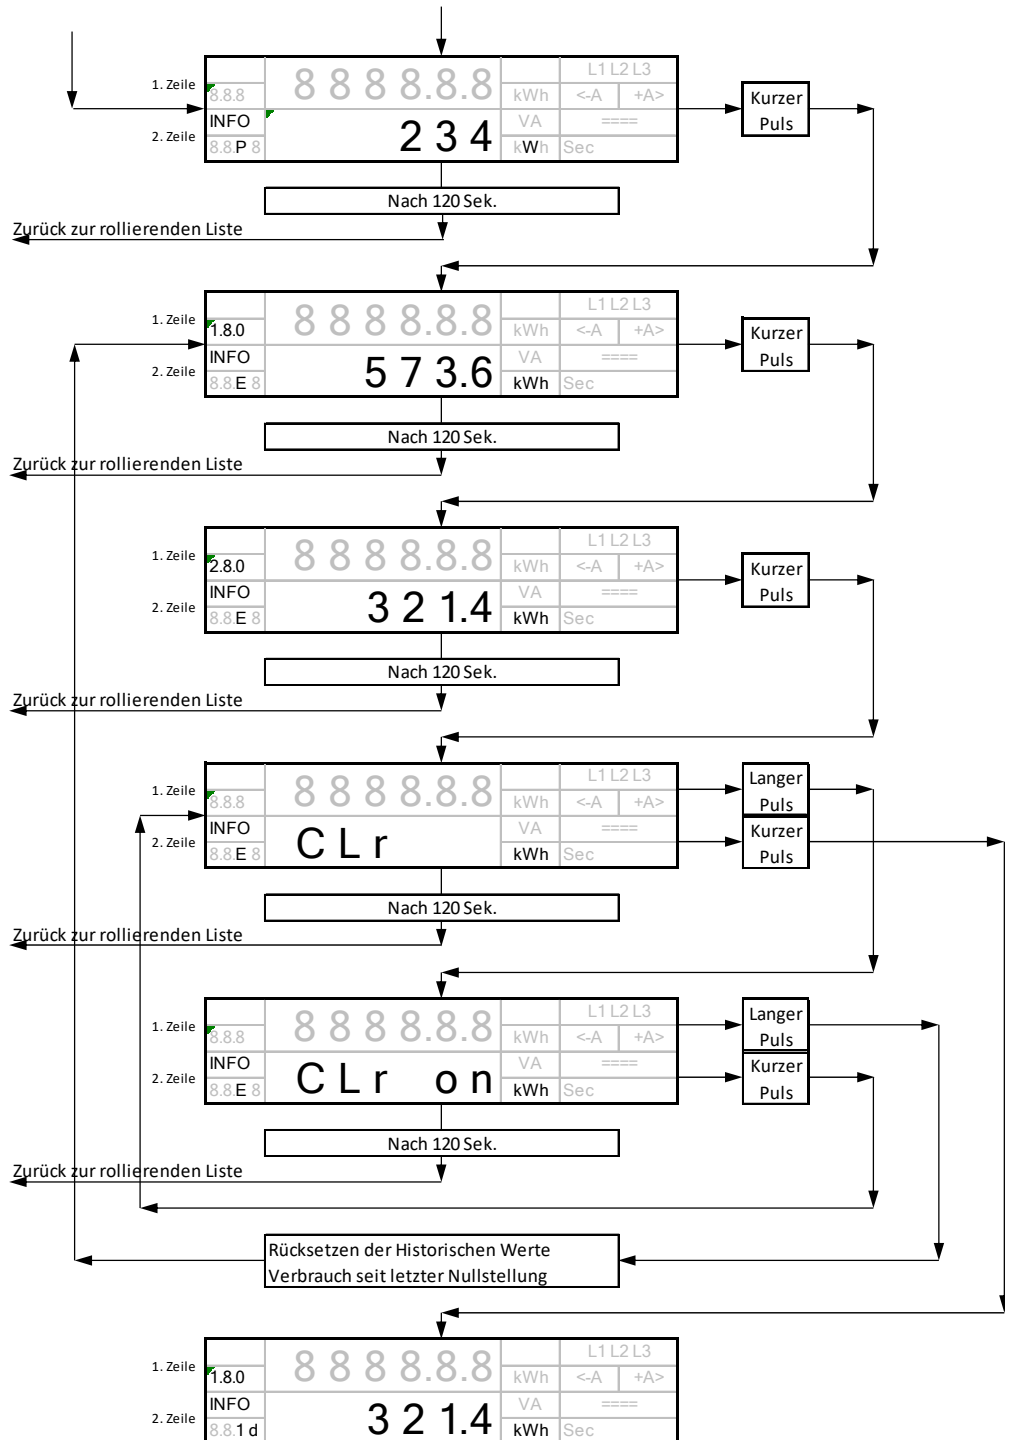 1. Zeile
8 8 8 8.8.8
L1 L2 L3
8.8.8
kWh
<-A
+A>
Kurzer
Puls
INFO
2 3 4
VA
====
2. Zeile
8.8.P 8
kWh
Sec
Nach 120 Sek.
Zurück zur rollierenden Liste
1. Zeile
8 8 8 8.8.8
L1 L2 L3
1.8.0
kWh
<-A
+A>
Kurzer
Puls
INFO
5 7 3.6
VA
====
2. Zeile
8.8.E 8
kWh
Sec
Nach 120 Sek.
Zurück zur rollierenden Liste
1. Zeile
8 8 8 8.8.8
L1 L2 L3
2.8.0
kWh
<-A
+A>
Kurzer
Puls
INFO
3 2 1.4
VA
====
2. Zeile
8.8.E 8
kWh
Sec
Nach 120 Sek.
Zurück zur rollierenden Liste
1. Zeile
8 8 8 8.8.8
L1 L2 L3
8.8.8
kWh
<-A
+A>
Langer
Puls
INFO
C L r
VA
====
2. Zeile
8.8.E 8
kWh
Sec
Kurzer
Puls
Nach 120 Sek.
Zurück zur rollierenden Liste
1. Zeile
8 8 8 8.8.8
L1 L2 L3
8.8.8
kWh
<-A
+A>
Langer
Puls
INFO
C L r o n
VA
====
2. Zeile
8.8.E 8
kWh
Sec
Kurzer
Puls
Nach 120 Sek.
Zurück zur rollierenden Liste
Rücksetzen der Historischen Werte
Verbrauch seit letzter Nullstellung
1. Zeile
8 8 8 8.8.8
L1 L2 L3
1.8.0
kWh
<-A
+A>
INFO
3 2 1.4
VA
====
2. Zeile
8.8.1 d
kWh
Sec